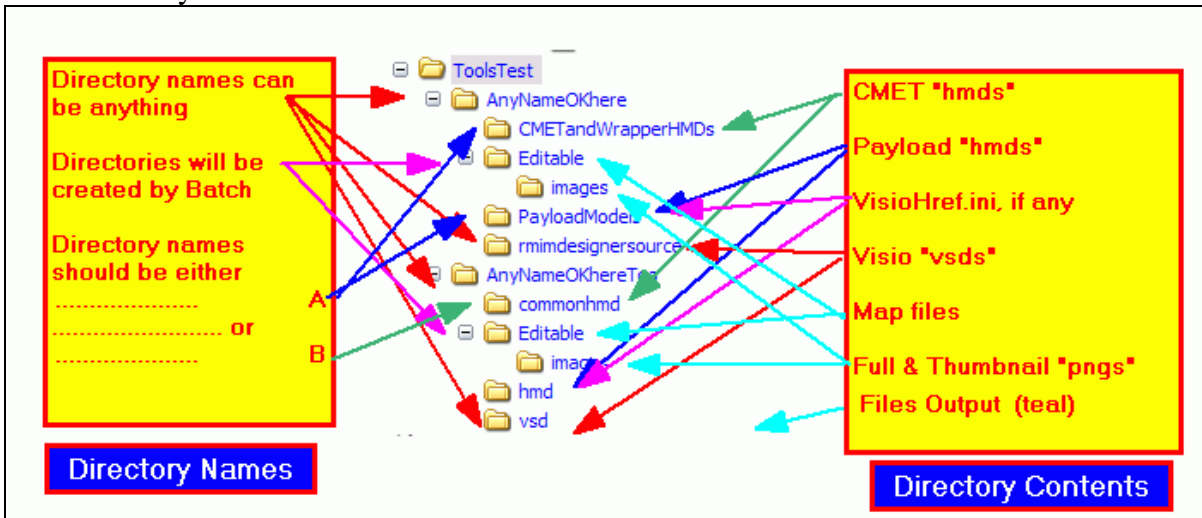 Directory names can
be anything
Directories will be
created by Batch
Directory names
should be either
....................
......................... or
.....................
A
B
Directory Names
ToolsTest
AnyNameOKhere
CMETandWrapperHMDs
Editable
images
PayloadModels
rmimdesignersource
AnyNameOKhereToo
commonhmd
Editable
images
hmd
vsd
CMET "hmds"
Payload "hmds"
VisioHref.ini, if any
Visio "vsds"
Map files
Full & Thumbnail "pngs"
Files Output (teal)
Directory Contents